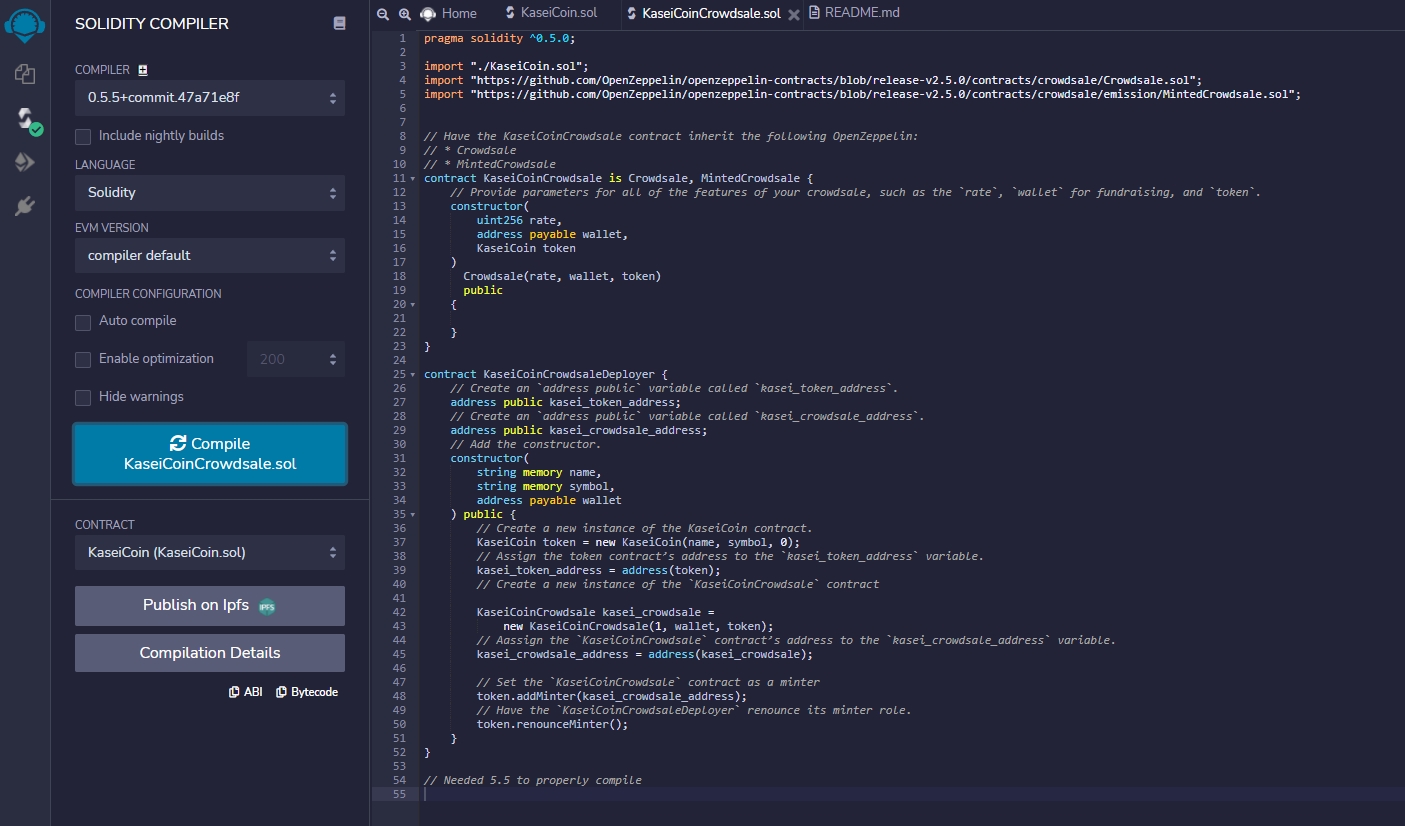 SOLIDITY COMPILER
COMPILER
0.5.5+commit.47a71e8f
Include nightly builds
LANGUAGE
Solidity
EVM VERSION
compiler default
COMPILER CONFIGURATION
Auto compile
Enable optimization
200
Hide warnings
Compile
KaseiCoinCrowdsale.sol
CONTRACT
KaseiCoin (KaseiCoin.sol)
Publish on Ipfs
IPFS
Compilation Details
ABI Bytecode
Home KaseiCoin.sol KaseiCoinCrowdsale.sol README.md
1 pragma solidity ^0.5.0;
2
3 import "./KaseiCoin.sol";
4 import "https://github.com/OpenZeppelin/openzeppelin-contracts/blob/release-v2.5.0/contracts/crowdsale/Crowdsale.sol";
5 import "https://github.com/OpenZeppelin/openzeppelin-contracts/blob/release-v2.5.0/contracts/crowdsale/emission/MintedCrowdsale.sol";
6
7
8 // Have the KaseiCoinCrowdsale contract inherit the following OpenZeppelin:
9 // * Crowdsale
10 // * MintedCrowdsale
11 contract KaseiCoinCrowdsale is Crowdsale, MintedCrowdsale {
12     // Provide parameters for all of the features of your crowdsale, such as the `rate`, `wallet` for fundraising, and `token`.
13     constructor(
14         uint256 rate,
15         address payable wallet,
16         KaseiCoin token
17     )
18       Crowdsale(rate, wallet, token)
19       public
20     {
21
22     }
23 }
24
25 contract KaseiCoinCrowdsaleDeployer {
26     // Create an `address public` variable called `kasei_token_address`.
27     address public kasei_token_address;
28     // Create an `address public` variable called `kasei_crowdsale_address`.
29     address public kasei_crowdsale_address;
30     // Add the constructor.
31     constructor(
32         string memory name,
33         string memory symbol,
34         address payable wallet
35     ) public {
36         // Create a new instance of the KaseiCoin contract.
37         KaseiCoin token = new KaseiCoin(name, symbol, 0);
38         // Assign the token contract’s address to the `kasei_token_address` variable.
39         kasei_token_address = address(token);
40         // Create a new instance of the `KaseiCoinCrowdsale` contract
41
42         KaseiCoinCrowdsale kasei_crowdsale =
43             new KaseiCoinCrowdsale(1, wallet, token);
44         // Aassign the `KaseiCoinCrowdsale` contract’s address to the `kasei_crowdsale_address` variable.
45         kasei_crowdsale_address = address(kasei_crowdsale);
46
47         // Set the `KaseiCoinCrowdsale` contract as a minter
48         token.addMinter(kasei_crowdsale_address);
49         // Have the `KaseiCoinCrowdsaleDeployer` renounce its minter role.
50         token.renounceMinter();
51     }
52 }
53
54 // Needed 5.5 to properly compile
55